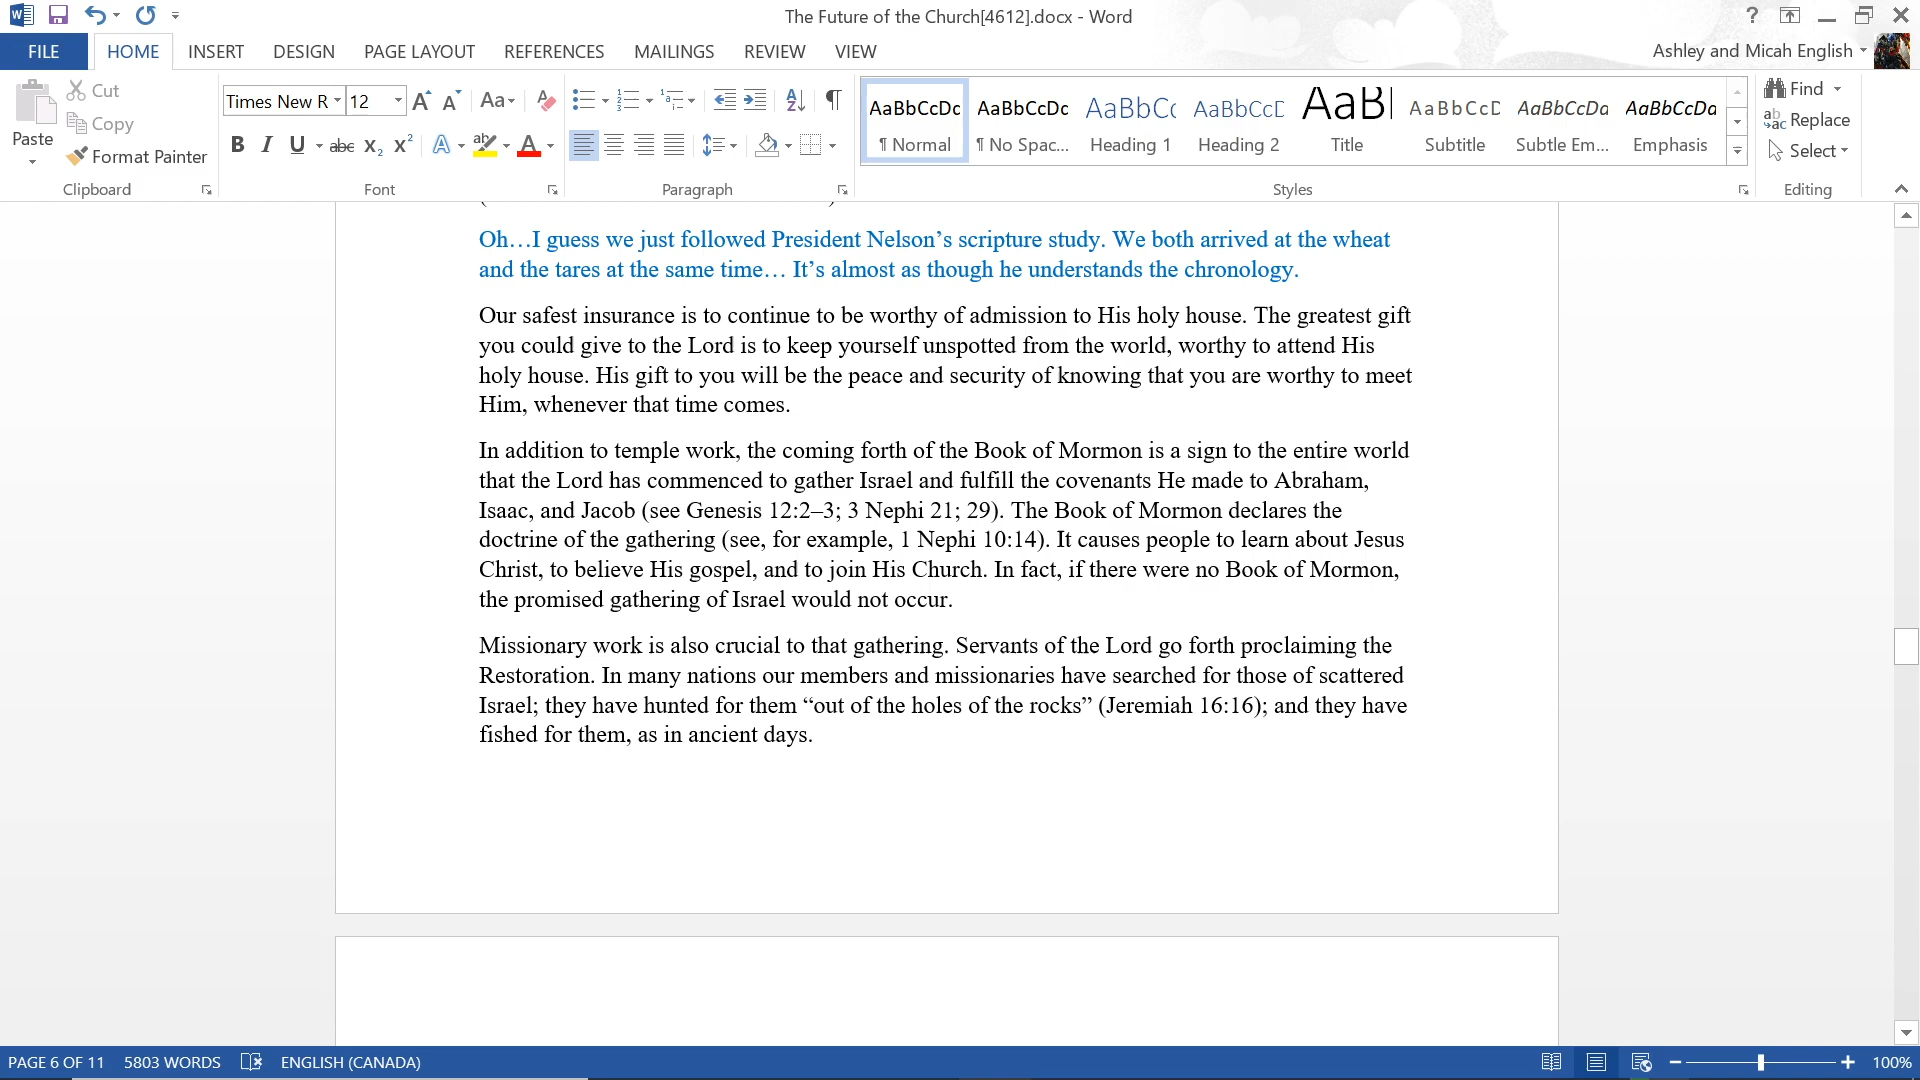 The Future of the Church[4612].docx - Word
FILE HOME INSERT DESIGN PAGE LAYOUT REFERENCES MAILINGS REVIEW VIEW
Ashley and Micah English
Paste
Cut
Copy
Format Painter
Clipboard
Times New R 12
Font
Paragraph
AaBbCcDc AaBbCcDc AaBbCc AaBbCcD AaBl AaBbCcD AaBbCcDa AaBbCcDa
¶ Normal ¶ No Spac... Heading 1 Heading 2 Title Subtitle Subtle Em... Emphasis
Styles
Find
Replace
Select
Editing
Oh…I guess we just followed President Nelson’s scripture study. We both arrived at the wheat
and the tares at the same time… It’s almost as though he understands the chronology.
Our safest insurance is to continue to be worthy of admission to His holy house. The greatest gift
you could give to the Lord is to keep yourself unspotted from the world, worthy to attend His
holy house. His gift to you will be the peace and security of knowing that you are worthy to meet
Him, whenever that time comes.
In addition to temple work, the coming forth of the Book of Mormon is a sign to the entire world
that the Lord has commenced to gather Israel and fulfill the covenants He made to Abraham,
Isaac, and Jacob (see Genesis 12:2–3; 3 Nephi 21; 29). The Book of Mormon declares the
doctrine of the gathering (see, for example, 1 Nephi 10:14). It causes people to learn about Jesus
Christ, to believe His gospel, and to join His Church. In fact, if there were no Book of Mormon,
the promised gathering of Israel would not occur.
Missionary work is also crucial to that gathering. Servants of the Lord go forth proclaiming the
Restoration. In many nations our members and missionaries have searched for those of scattered
Israel; they have hunted for them “out of the holes of the rocks” (Jeremiah 16:16); and they have
fished for them, as in ancient days.
PAGE 6 OF 11 5803 WORDS ENGLISH (CANADA)
100%